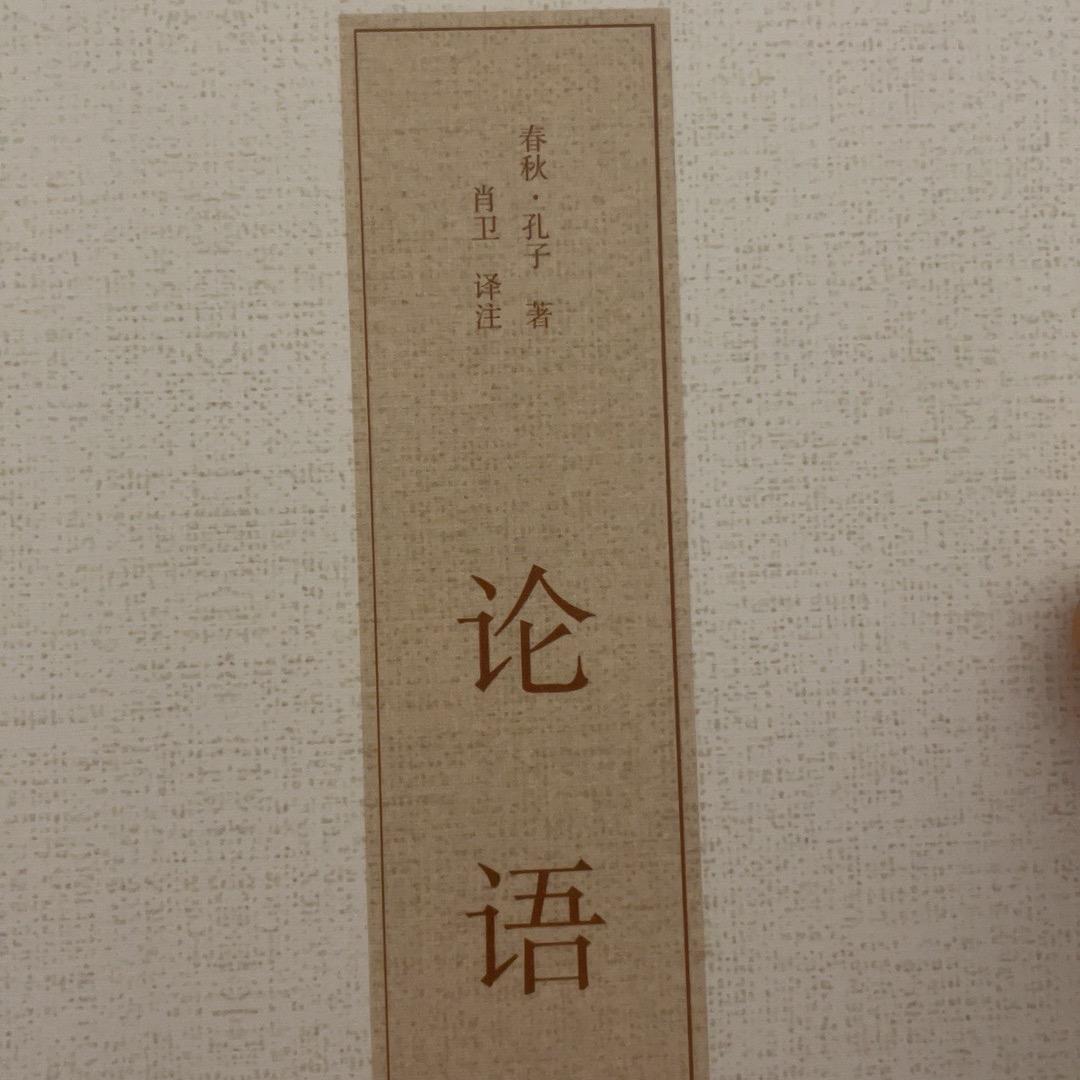 春秋·孔子 著
肖卫 译注
论语